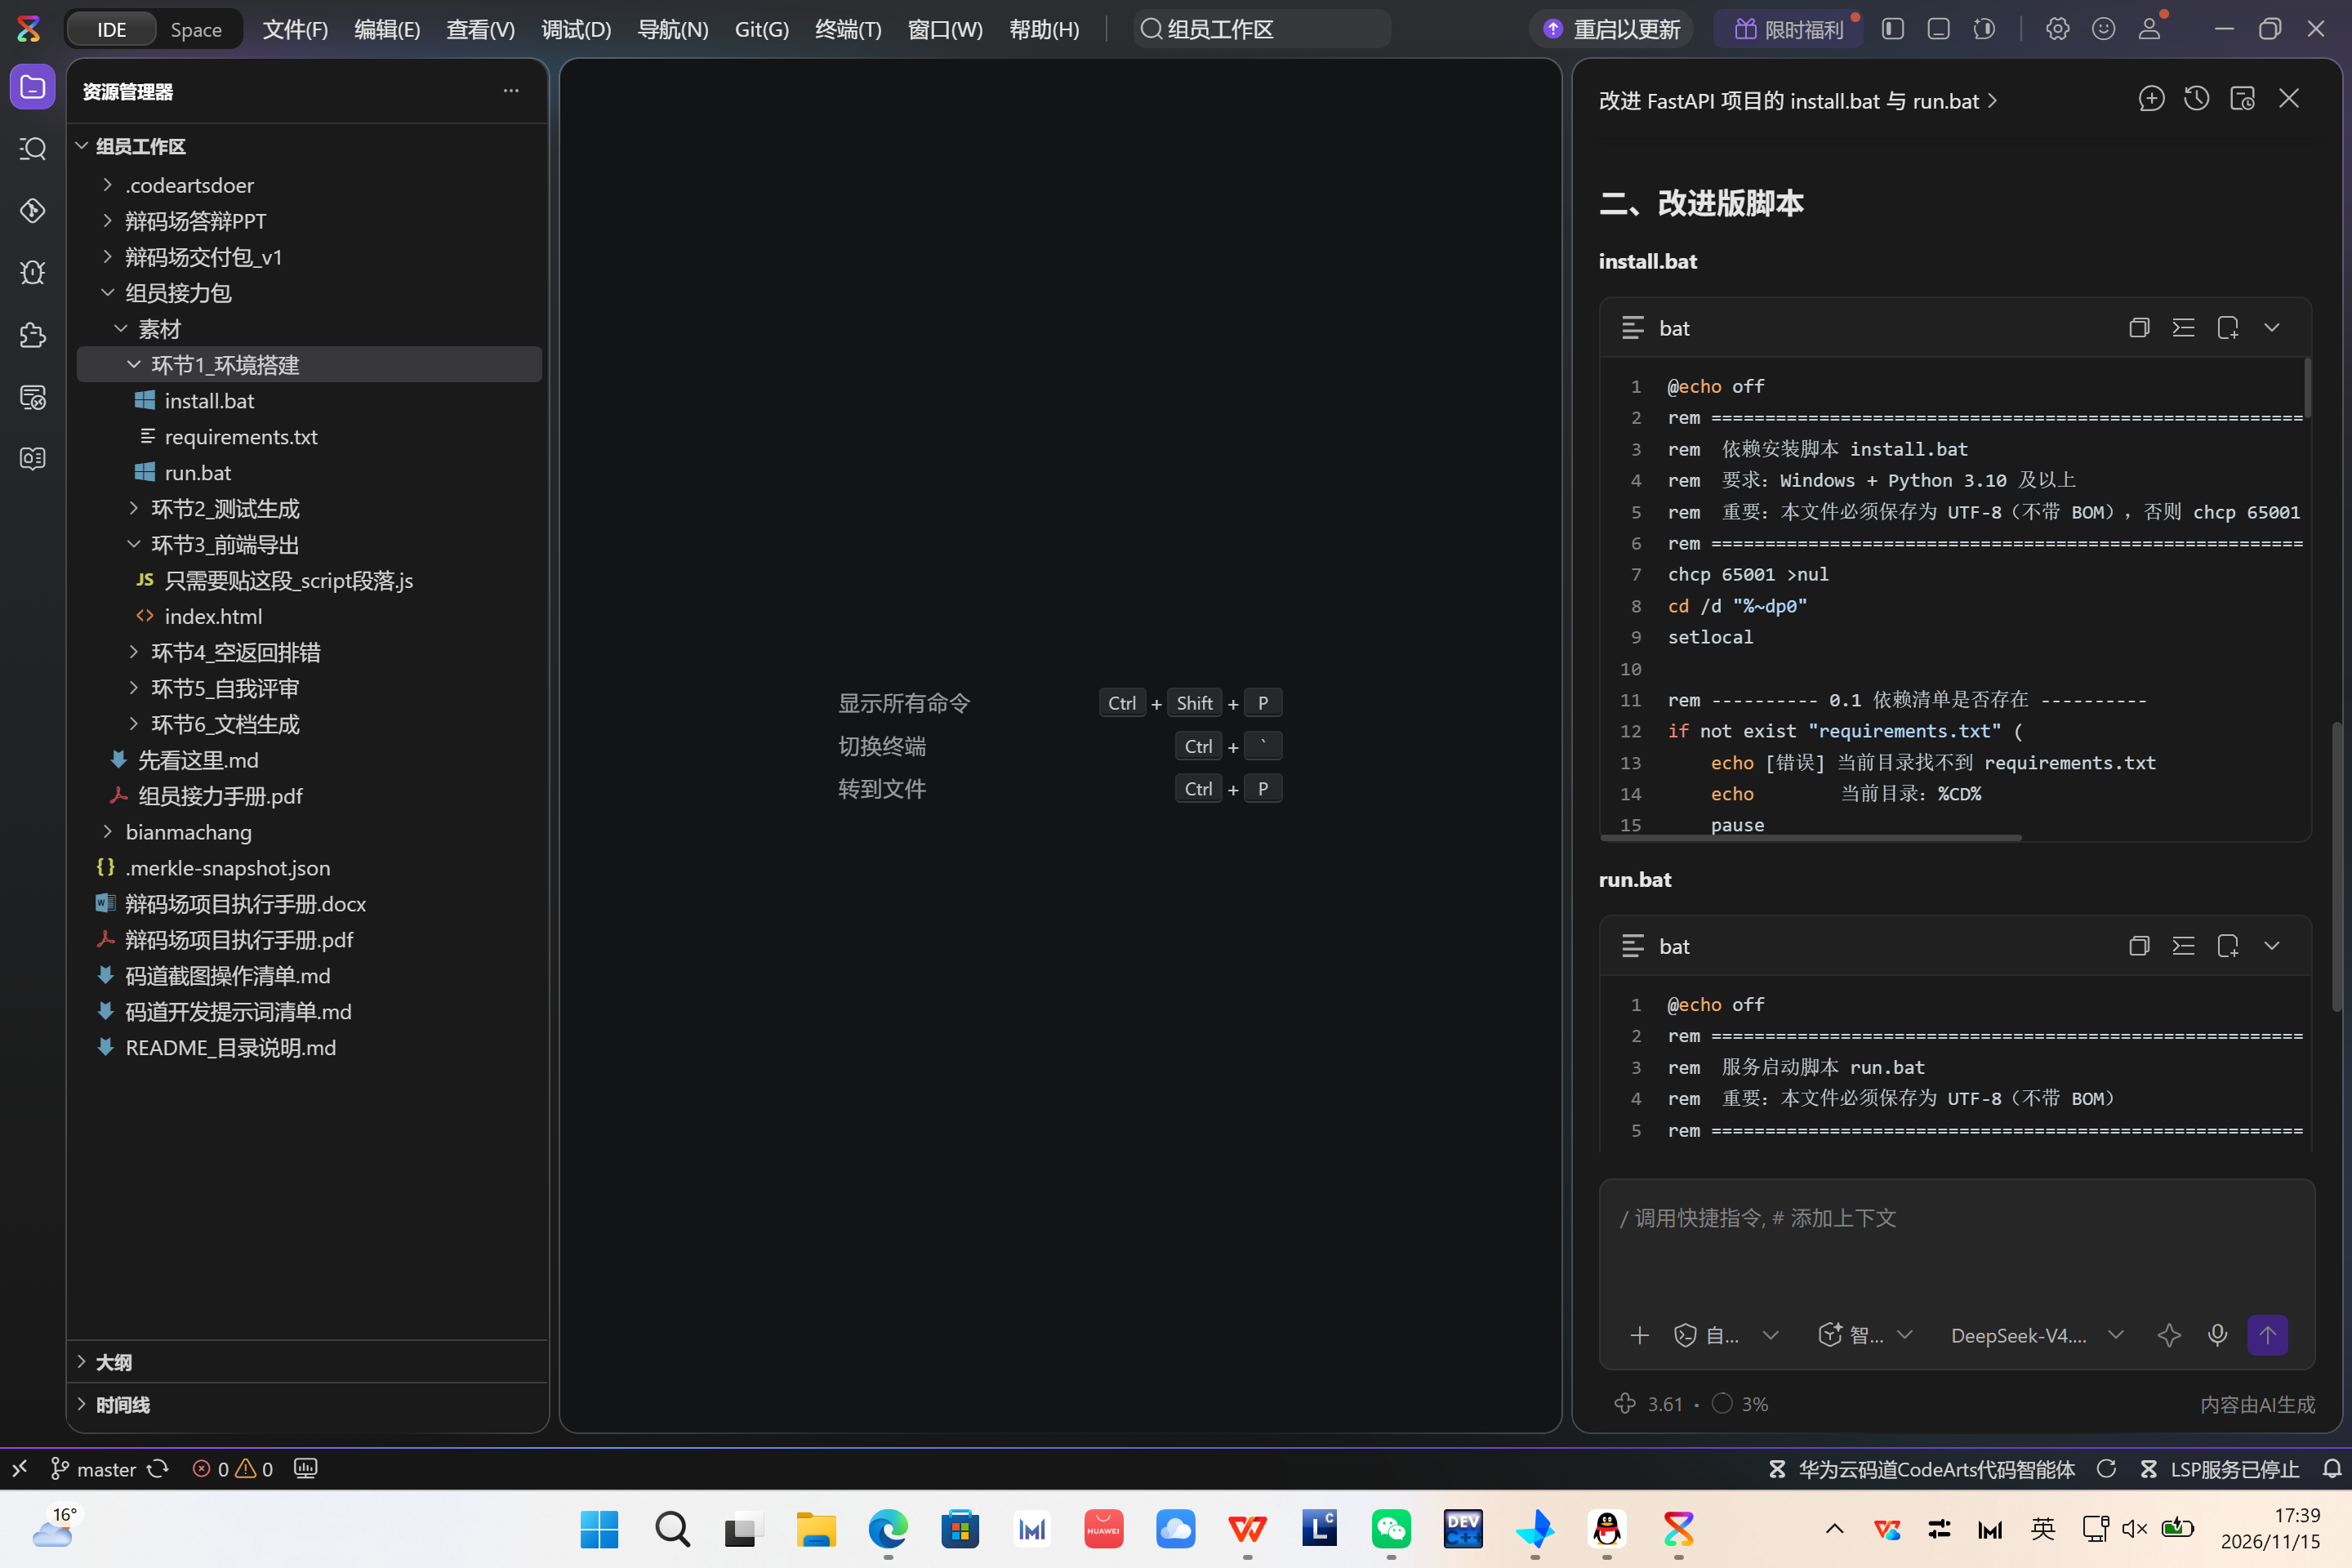 IDE Space 文件(F) 编辑(E) 查看(V) 调试(D) 导航(N) Git(G) 终端(T) 窗口(W) 帮助(H) 组员工作区 重启以更新 限时福利
资源管理器
组员工作区
.codeartsdoer
辩码场答辩PPT
辩码场交付包_v1
组员接力包
素材
环节1_环境搭建
install.bat
requirements.txt
run.bat
环节2_测试生成
环节3_前端导出
JS 只需要贴这段_script段落.js
index.html
环节4_空返回排错
环节5_自我评审
环节6_文档生成
先看这里.md
组员接力手册.pdf
bianmachang
.merkle-snapshot.json
辩码场项目执行手册.docx
辩码场项目执行手册.pdf
码道截图操作清单.md
码道开发提示词清单.md
README_目录说明.md
大纲
时间线
显示所有命令 Ctrl + Shift + P
切换终端 Ctrl + `
转到文件 Ctrl + P
改进 FastAPI 项目的 install.bat 与 run.bat
二、改进版脚本
install.bat
bat
1 @echo off
2 rem =======================================================
3 rem  依赖安装脚本 install.bat
4 rem  要求：Windows + Python 3.10 及以上
5 rem  重要：本文件必须保存为 UTF-8（不带 BOM），否则 chcp 65001
6 rem =======================================================
7 chcp 65001 >nul
8 cd /d "%~dp0"
9 setlocal
10
11 rem ---------- 0.1 依赖清单是否存在 ----------
12 if not exist "requirements.txt" (
13     echo [错误] 当前目录找不到 requirements.txt
14     echo        当前目录：%CD%
15     pause
run.bat
bat
1 @echo off
2 rem =======================================================
3 rem  服务启动脚本 run.bat
4 rem  重要：本文件必须保存为 UTF-8（不带 BOM）
5 rem =======================================================
/ 调用快捷指令, # 添加上下文
自... 智... DeepSeek-V4....
3.61 · 3% 内容由AI生成
master 0 0 华为云码道CodeArts代码智能体 LSP服务已停止
16°
HUAWEI
DEV C++
英
17:39
2026/11/15